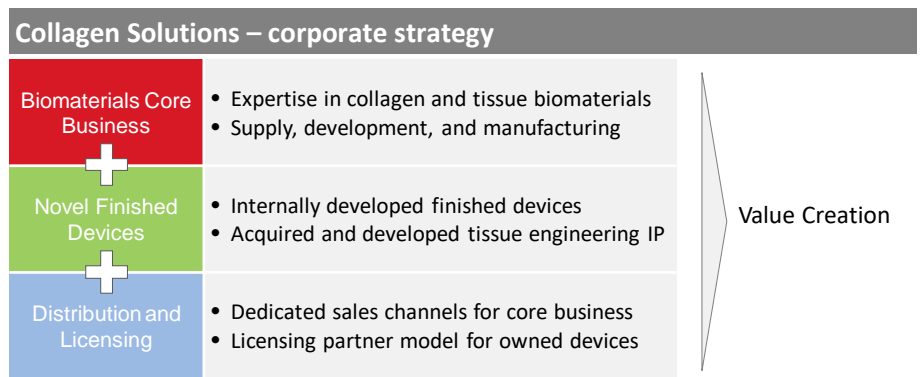 Collagen Solutions – corporate strategy
Biomaterials Core
Business
• Expertise in collagen and tissue biomaterials
• Supply, development, and manufacturing
Novel Finished
Devices
• Internally developed finished devices
• Acquired and developed tissue engineering IP
Distribution and
Licensing
• Dedicated sales channels for core business
• Licensing partner model for owned devices
Value Creation